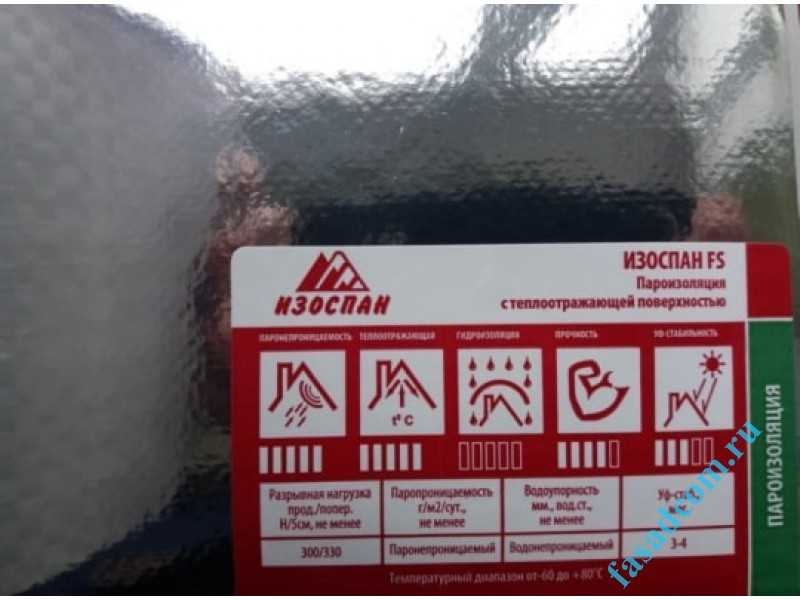 ИЗОСПАН
ИЗОСПАН FS
Пароизоляция
с теплоотражающей поверхностью
ПАРОНЕПРОНИЦАЕМОСТЬ ТЕПЛООТРАЖАЮЩАЯ ГИДРОИЗОЛЯЦИЯ ПРОЧНОСТЬ УФ-СТАБИЛЬНОСТЬ
t° C
Разрывная нагрузка
прод./попер.
Н/5см, не менее
Паропроницаемость
г/м2/сут.,
не менее
Водоупорность
мм., вод.ст.,
не менее
300/330 Паронепроницаемый Водонепроницаемый 3-4
Температурный диапазон от-60 до +80°С
ПАРОИЗОЛЯЦИЯ
fasadtom.ru